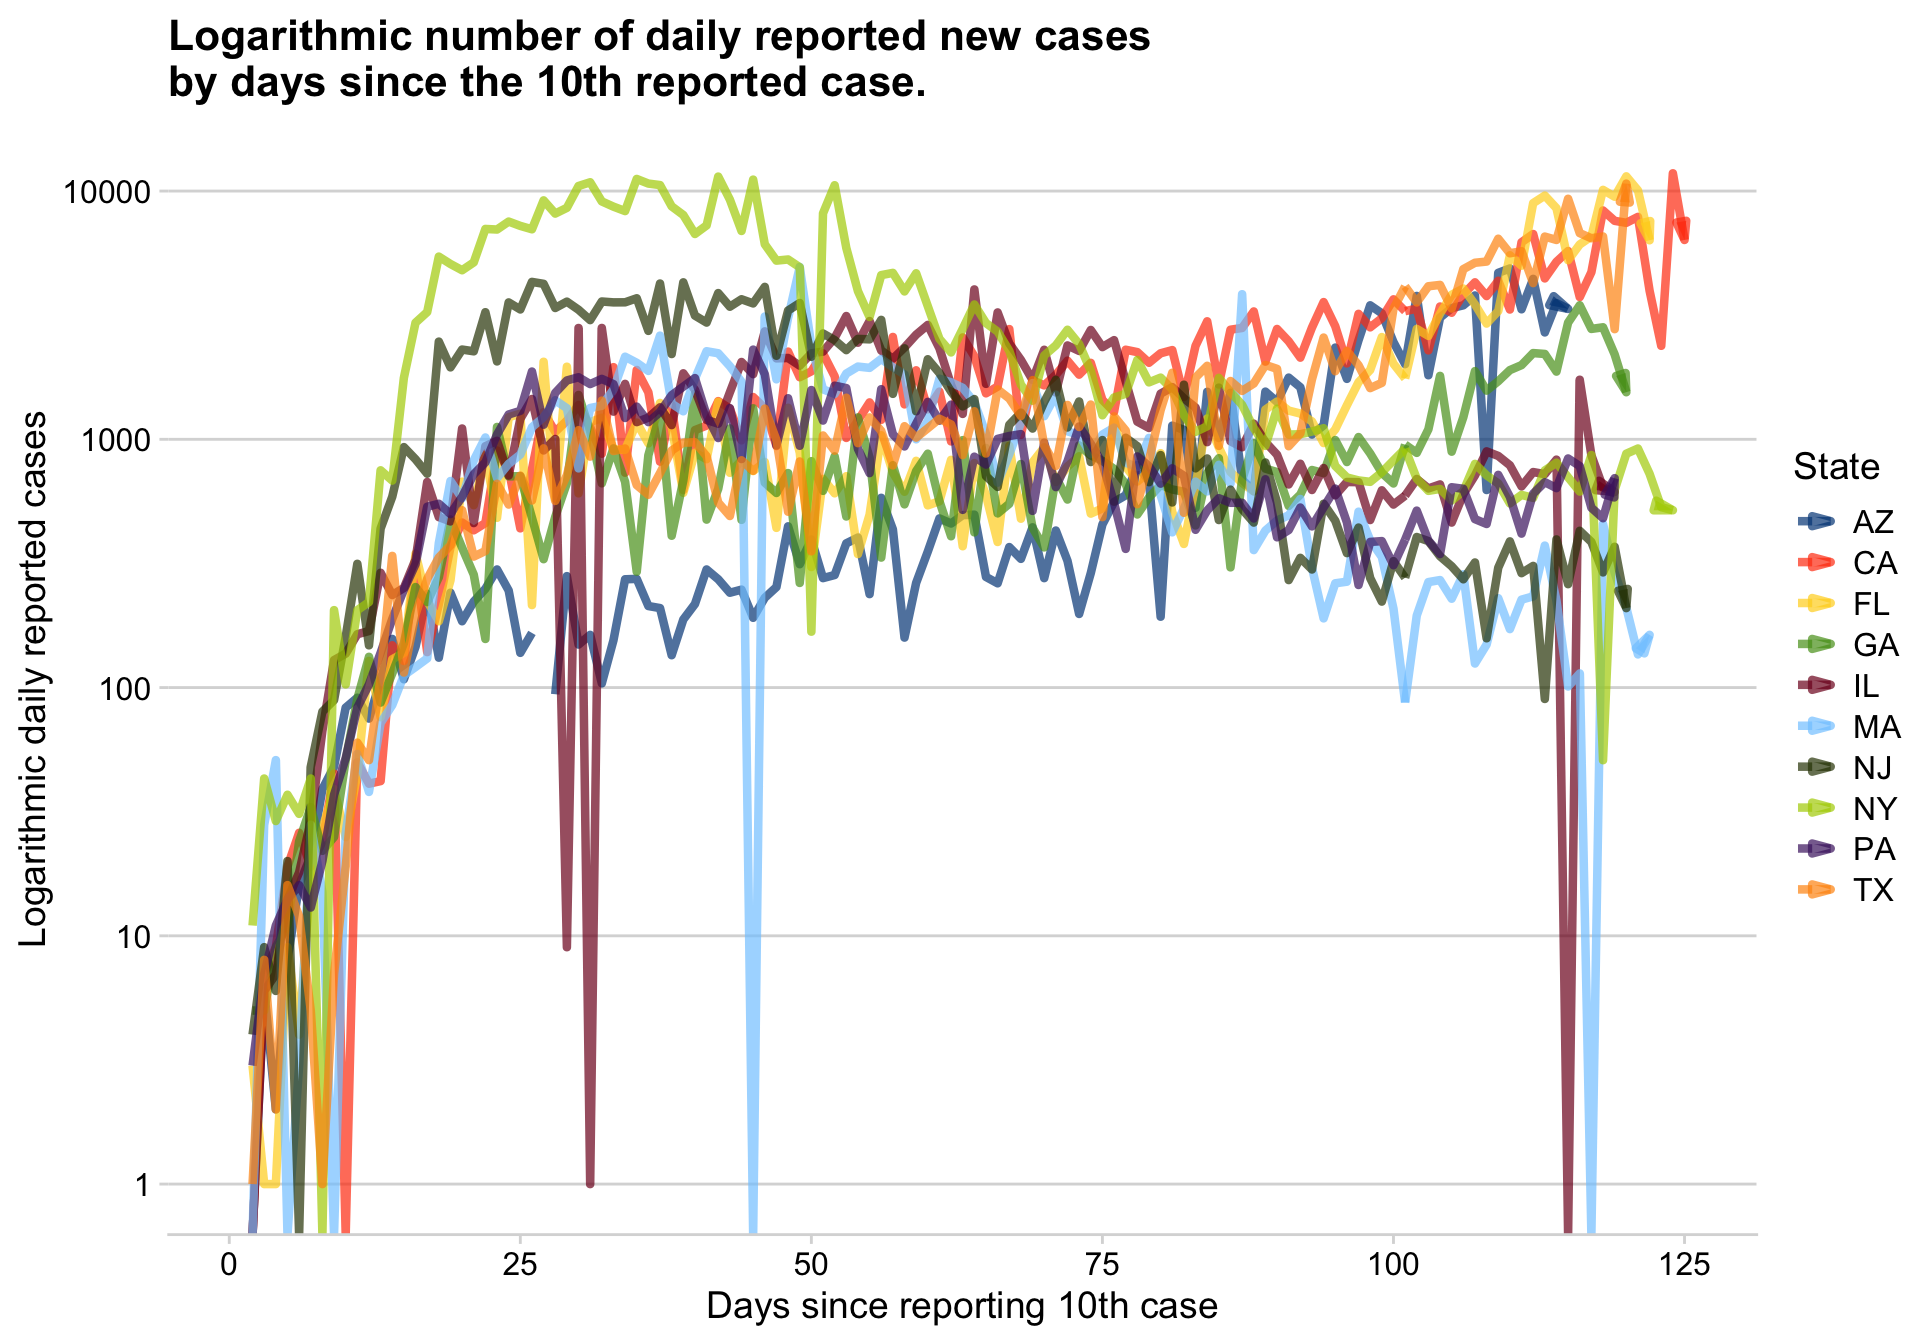 Logarithmic number of daily reported new cases
by days since the 10th reported case.
Logarithmic daily reported cases
10000
1000
100
10
1
0
25
50
75
100
125
Days since reporting 10th case
State
AZ
CA
FL
GA
IL
MA
NJ
NY
PA
TX